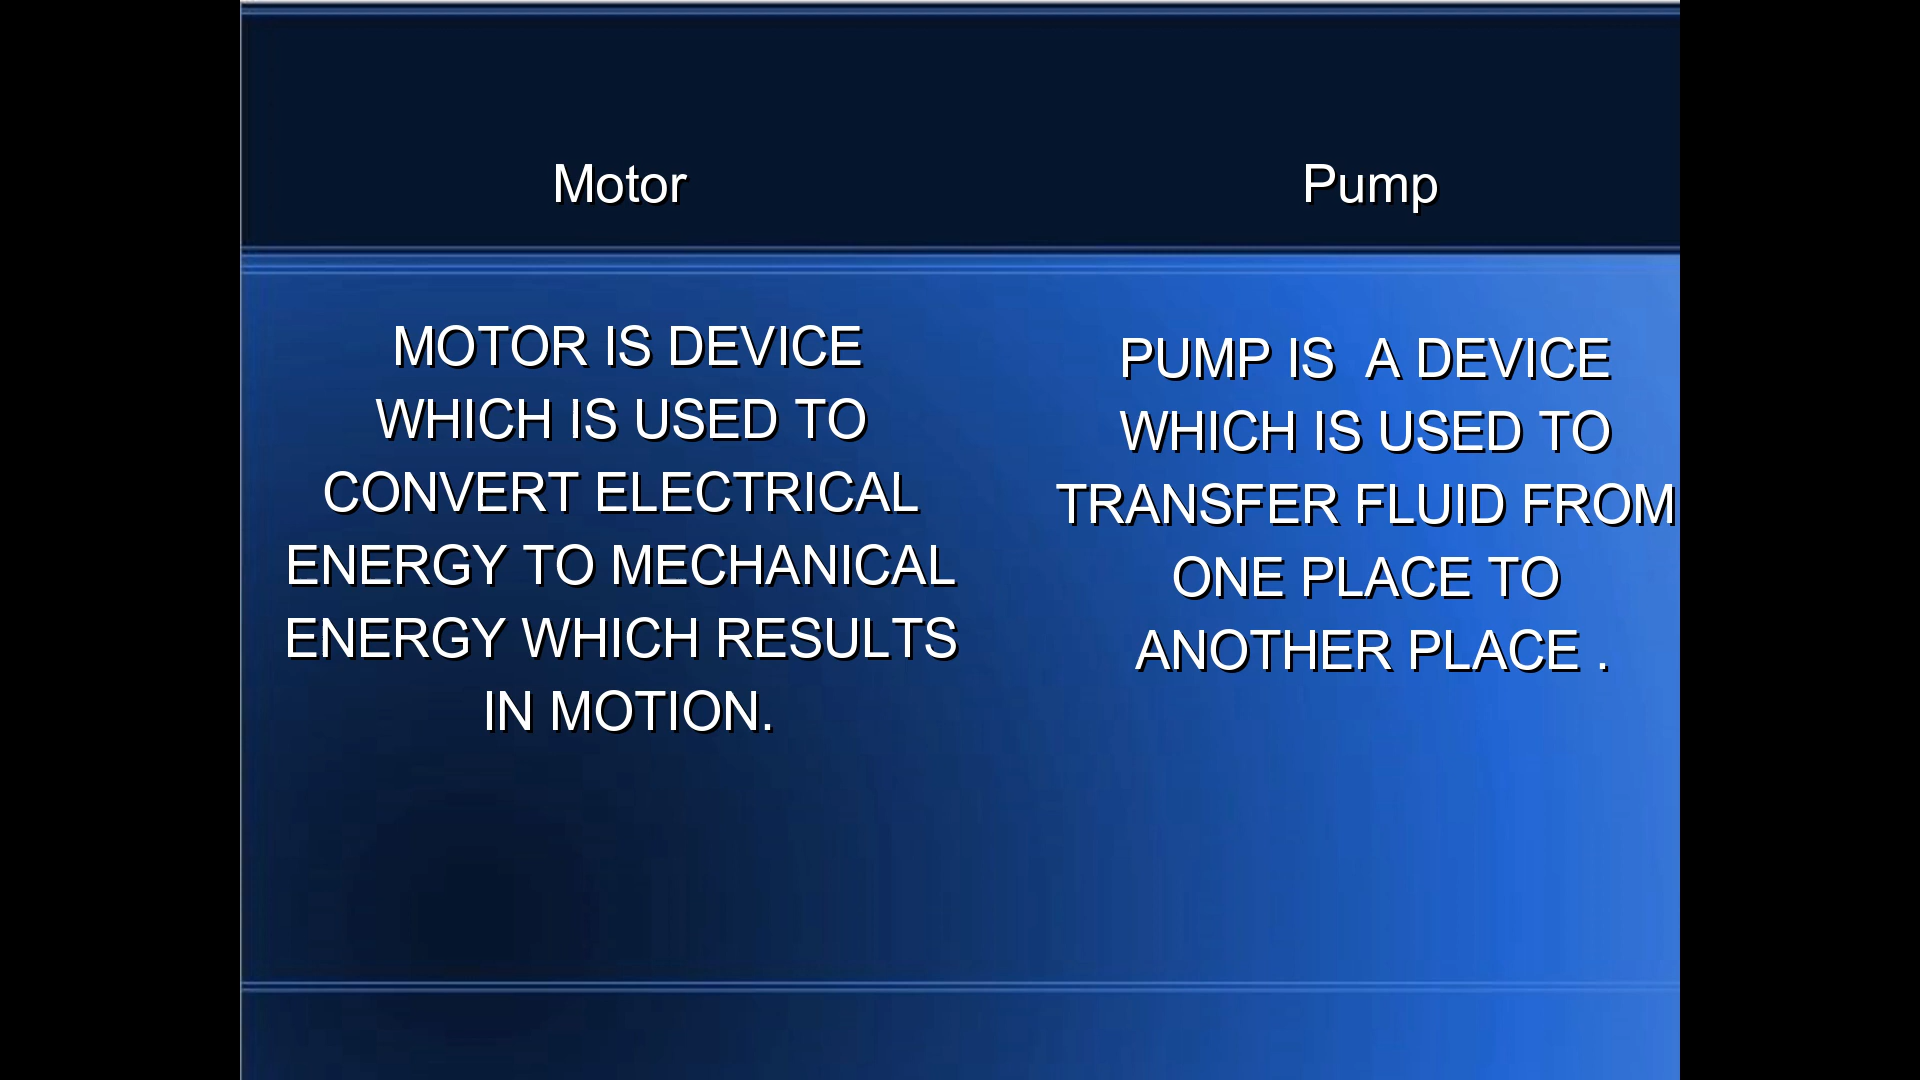 Motor
Pump
MOTOR IS DEVICE
WHICH IS USED TO
CONVERT ELECTRICAL
ENERGY TO MECHANICAL
ENERGY WHICH RESULTS
IN MOTION.
PUMP IS  A DEVICE
WHICH IS USED TO
TRANSFER FLUID FROM
ONE PLACE TO
ANOTHER PLACE .